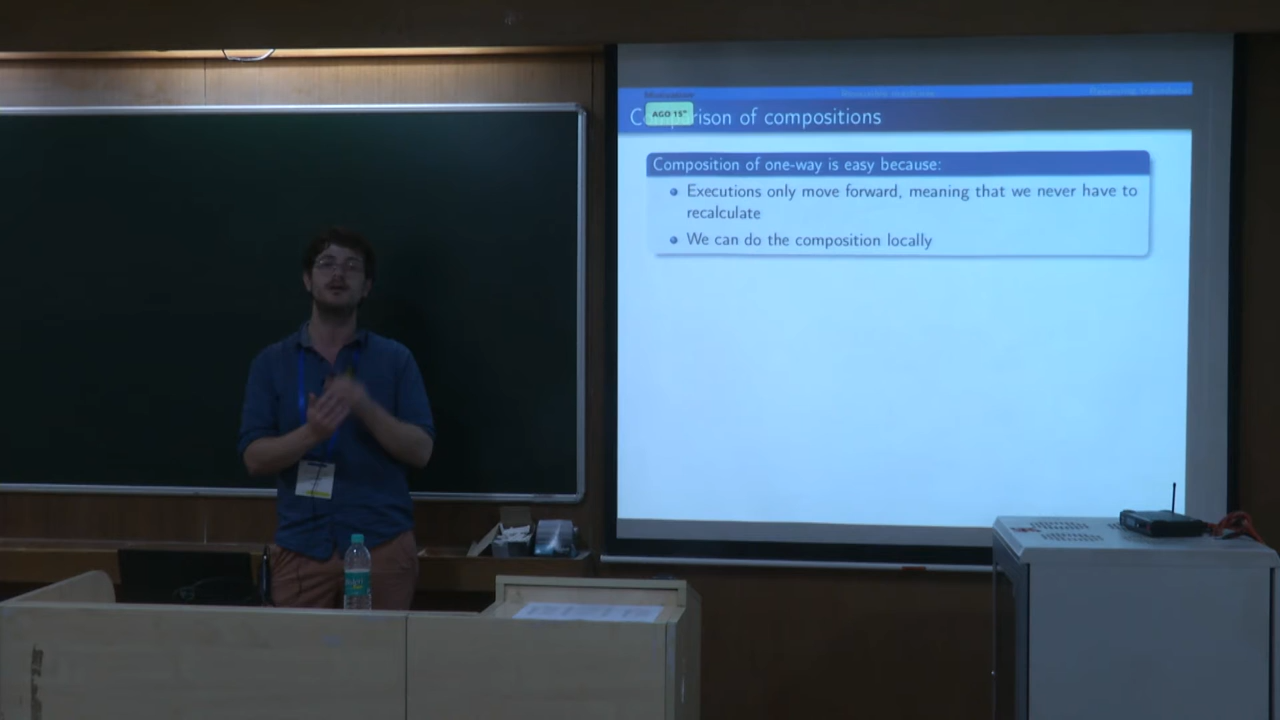 AGO 15"
Comparison of compositions
Composition of one-way is easy because:
Executions only move forward, meaning that we never have to
recalculate
We can do the composition locally